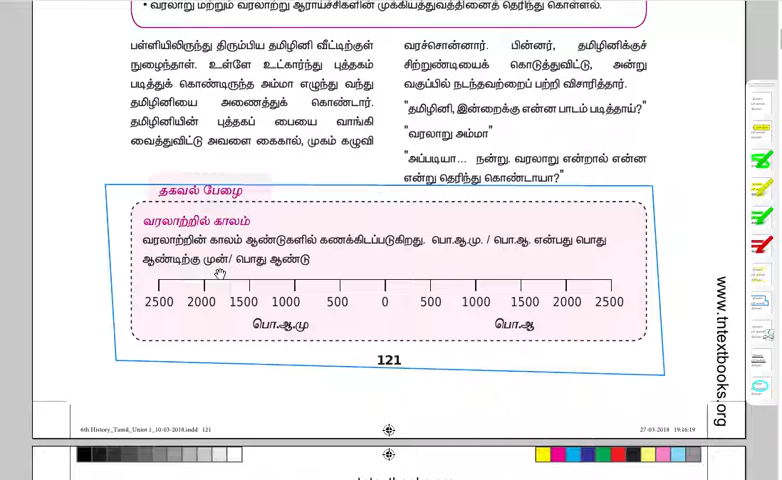 • வரலாறு மற்றும் வரலாற்று ஆராய்ச்சிகளின் முக்கியத்துவத்தினைத் தெரிந்து கொள்ளல்.
பள்ளியிலிருந்து திரும்பிய தமிழினி வீட்டிற்குள்
நுழைந்தாள். உள்ளே உட்கார்ந்து புத்தகம்
படித்துக் கொண்டிருந்த அம்மா எழுந்து வந்து
தமிழினியை அணைத்துக் கொண்டார்.
தமிழினியின் புத்தகப் பையை வாங்கி
வைத்துவிட்டு அவளை கைகால், முகம் கழுவி
வரச்சொன்னார். பின்னர், தமிழினிக்குச்
சிற்றுண்டியைக் கொடுத்துவிட்டு, அன்று
வகுப்பில் நடந்தவற்றைப் பற்றி விசாரித்தார்.
"தமிழினி, இன்றைக்கு என்ன பாடம் படித்தாய்?"
"வரலாறு அம்மா"
"அப்படியா... நன்று. வரலாறு என்றால் என்ன
என்று தெரிந்து கொண்டாயா?"
தகவல் பேழை
வரலாற்றில் காலம்
வரலாற்றின் காலம் ஆண்டுகளில் கணக்கிடப்படுகிறது. பொ.ஆ.மு. / பொ.ஆ. என்பது பொது
ஆண்டிற்கு முன்/ பொது ஆண்டு
2500 2000 1500 1000 500 0 500 1000 1500 2000 2500
பொ.ஆ.மு பொ.ஆ
121
www.tntextbooks.org
6th History_Tamil_Uniot 1_10-03-2018.indd 121
27-03-2018 19:16:19